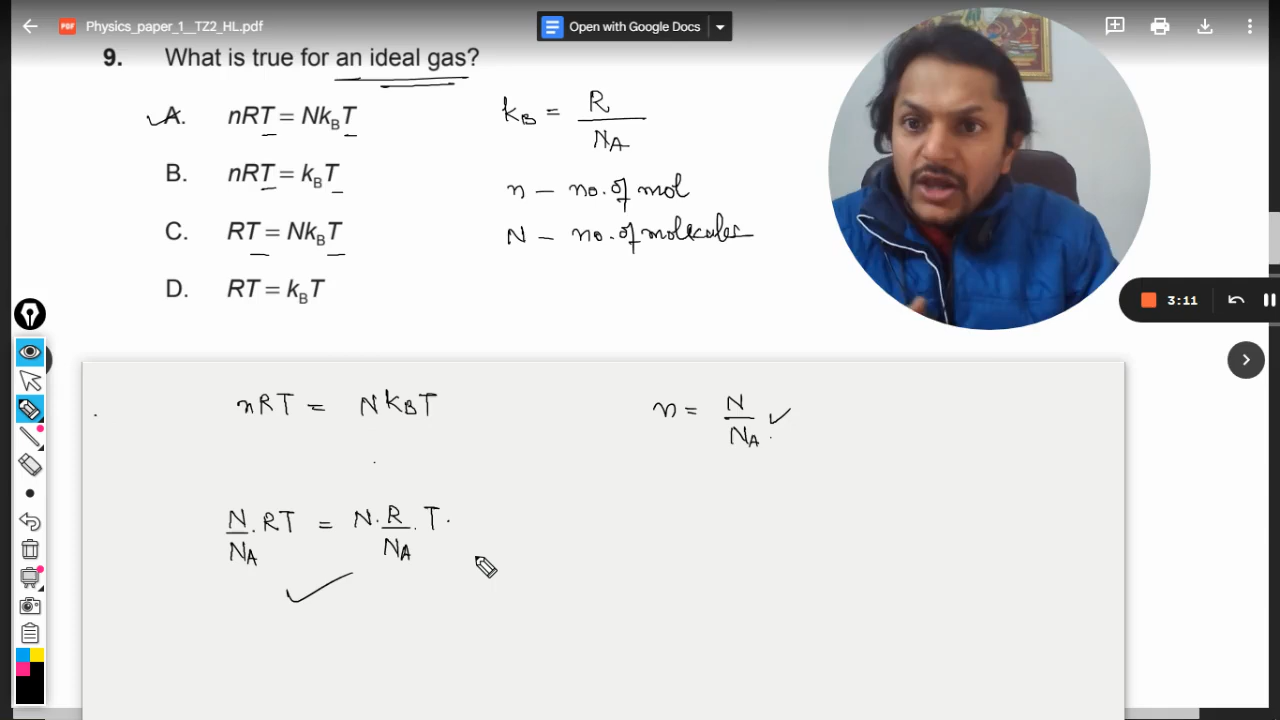 Physics_paper_1__TZ2_HL.pdf
Open with Google Docs
9. What is true for an ideal gas?
A. nRT = Nk_BT
B. nRT = k_BT
C. RT = Nk_BT
D. RT = k_BT
k_B = R / N_A
n – no. of mol
N – no. of molecules
3:11
nRT = Nk_BT
n = N / N_A ✓
N / N_A . RT = N . R / N_A . T .
✓